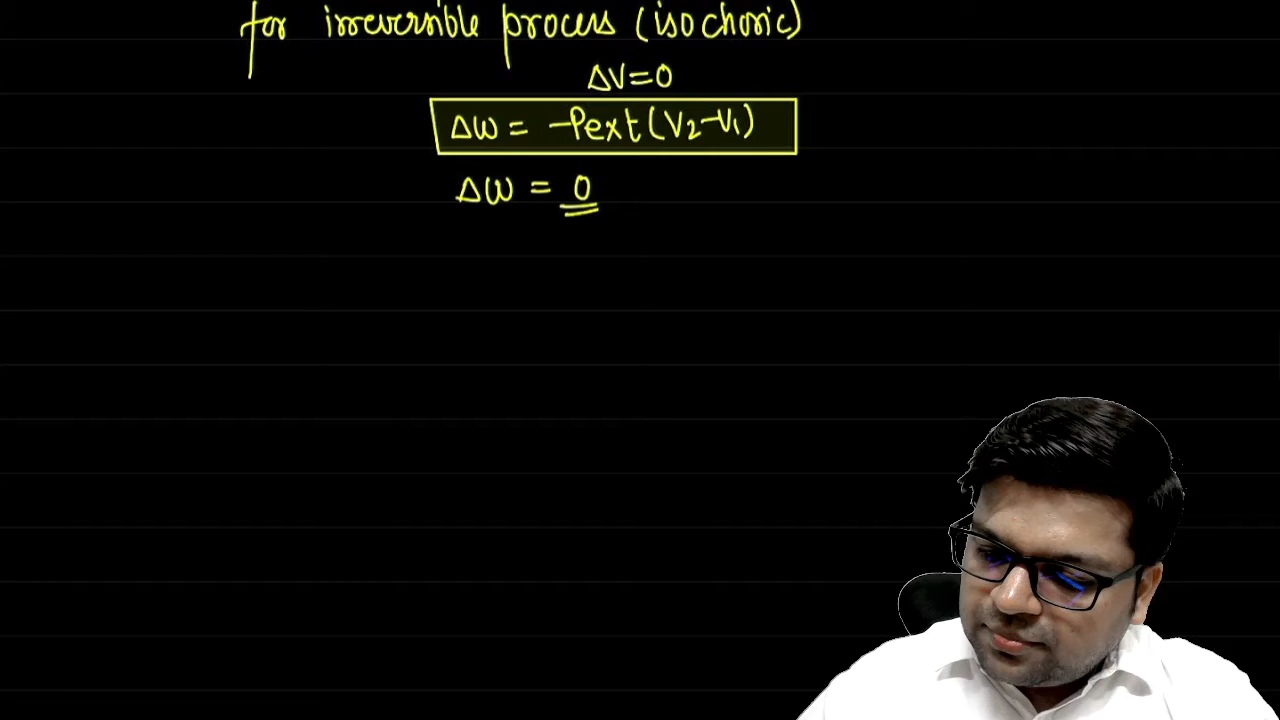 for irreversible process (isochoric)
ΔV=0
ΔW = -Pext(V₂-V₁)
ΔW = 0